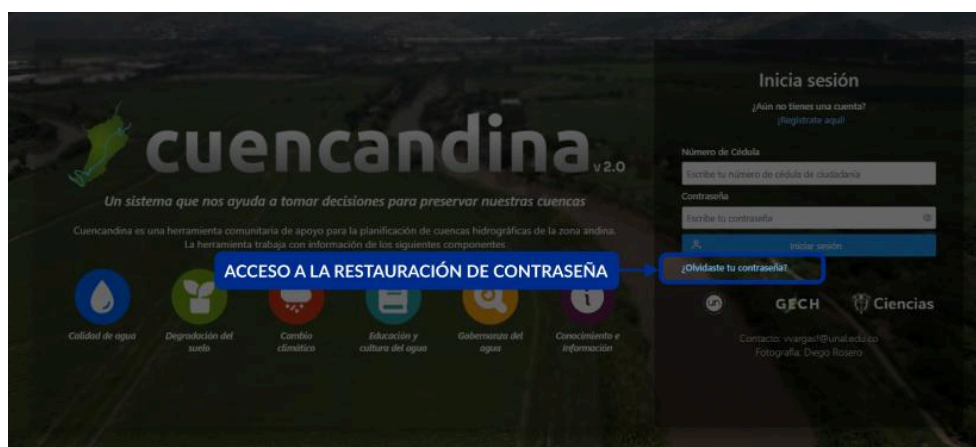 cuencandina v 2.0
Un sistema que nos ayuda a tomar decisiones para preservar nuestras cuencas
Cuencandina es una herramienta comunitaria de apoyo para la planificación de cuencas hidrográficas de la zona andina.
La herramienta trabaja con información de los siguientes componentes
ACCESO A LA RESTAURACIÓN DE CONTRASEÑA
Calidad de agua
Degradación del
suelo
Cambio
climático
Educación y
cultura del agua
Gobernanza del
agua
Conocimiento e
información
Inicia sesión
¿Aún no tienes una cuenta?
¡Regístrate aquí!
Número de Cédula
Escribe tu número de cédula de ciudadanía
Contraseña
Escribe tu contraseña
Iniciar sesión
¿Olvidaste tu contraseña?
GECH
Ciencias
Fotografía: Diego Rosero